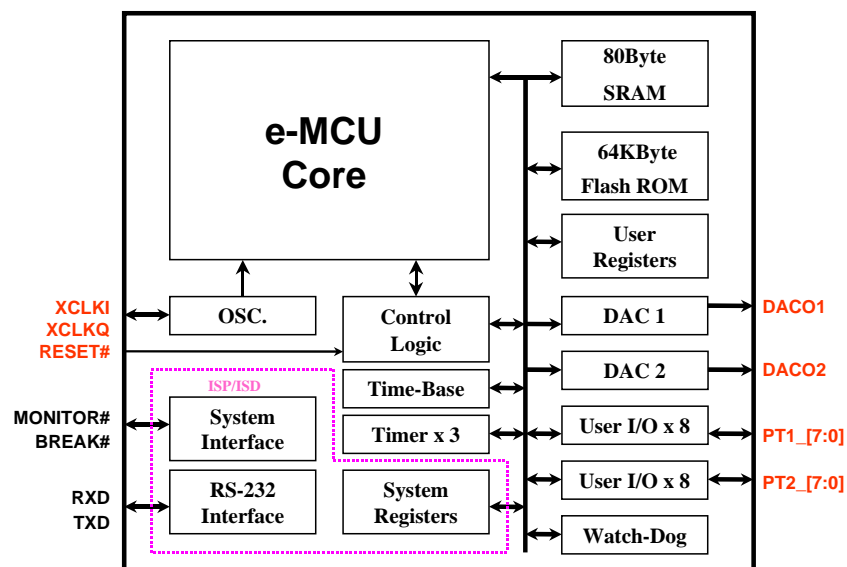 e-MCU
Core
80Byte
SRAM
64KByte
Flash ROM
User
Registers
XCLKI
XCLKQ
RESET#
OSC.
Control
Logic
DAC 1
DACO1
DAC 2
DACO2
ISP/ISD
Time-Base
MONITOR#
BREAK#
System
Interface
Timer x 3
User I/O x 8
PT1_[7:0]
RXD
TXD
RS-232
Interface
System
Registers
User I/O x 8
PT2_[7:0]
Watch-Dog